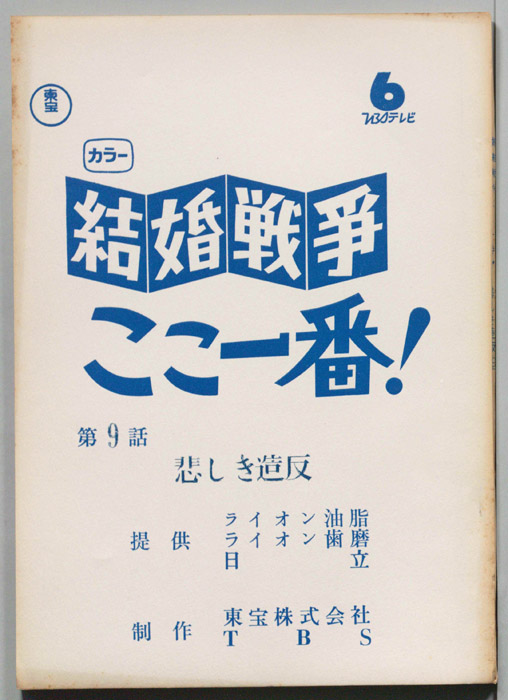 東宝
6
TBSテレビ
カラー
結婚戦争
ここ一番!
第9話
悲しき造反
提供
ライオン油脂
ライオン歯磨
日立
制作
東宝株式会社
TBS